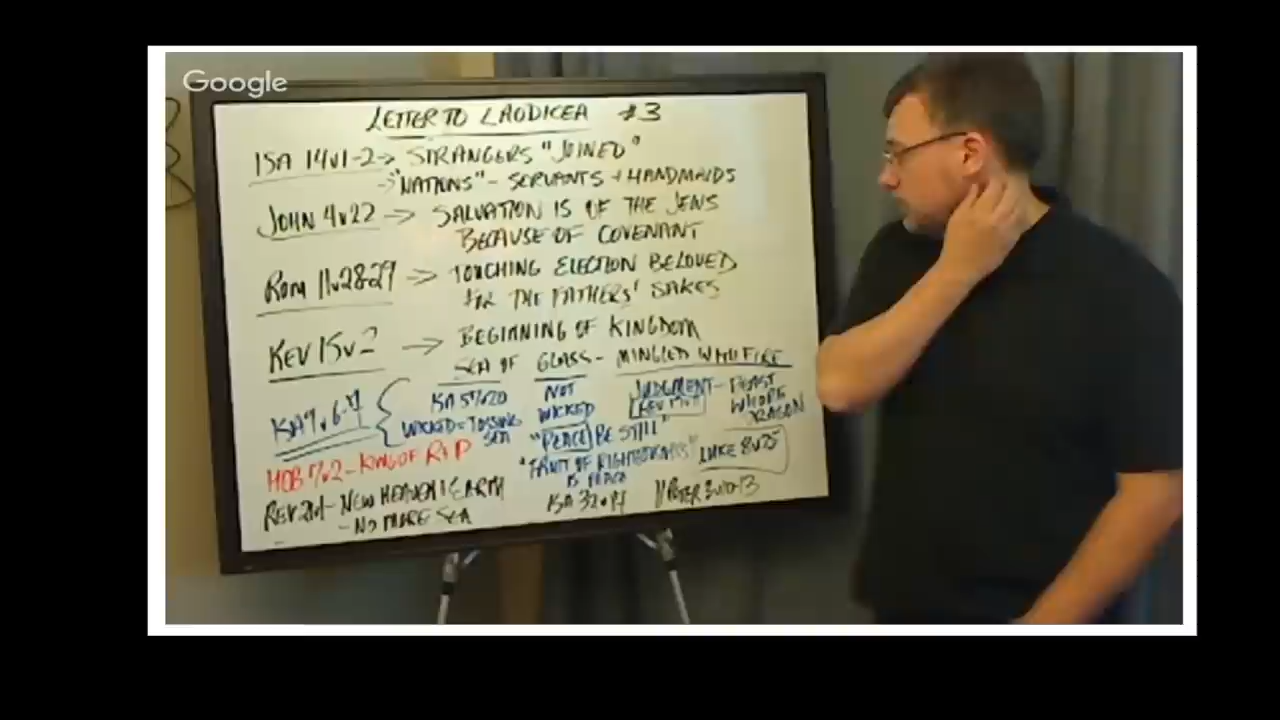 Google
LETTER TO LAODICEA #3
ISA 14v1-2 -> STRANGERS "JOINED"
-> "NATIONS" - SERVANTS + HANDMAIDS
JOHN 4v22 -> SALVATION IS OF THE JEWS
BECAUSE OF COVENANT
ROM 11v28-29 -> TOUCHING ELECTION BELOVED
FOR THE FATHERS' SAKES
REV 15v2 -> BEGINNING OF KINGDOM
SEA OF GLASS - MINGLED W/ FIRE
ISA 9v6-7 { ISA 57v20 NOT JUDGMENT - BEAST
WICKED = TOSSING SEA WICKED WHORE
DRAGON
"PEACE BE STILL"
HEB 7v2 - KING OF "FRUIT OF RIGHTEOUSNESS" LUKE 8v25
IS PEACE
REV 21v1 - NEW HEAVEN & EARTH ISA 32v17 II PETER 3v10-13
- NO MORE SEA